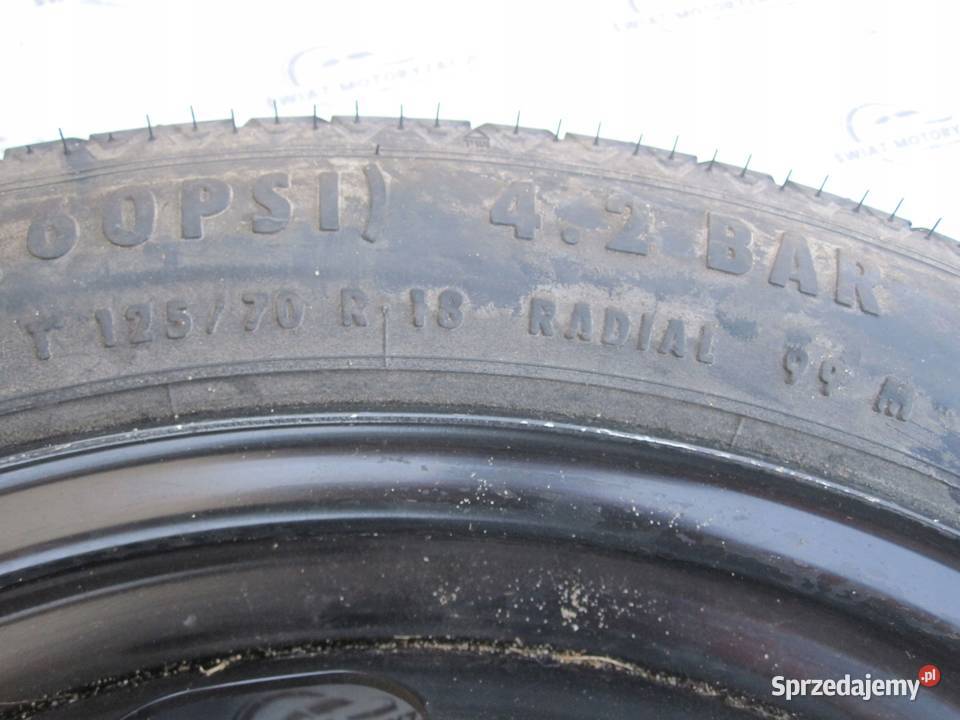 60PSI) 4.2 BAR
T 125/70 R 18 RADIAL 99 M
Sprzedajemy.pl